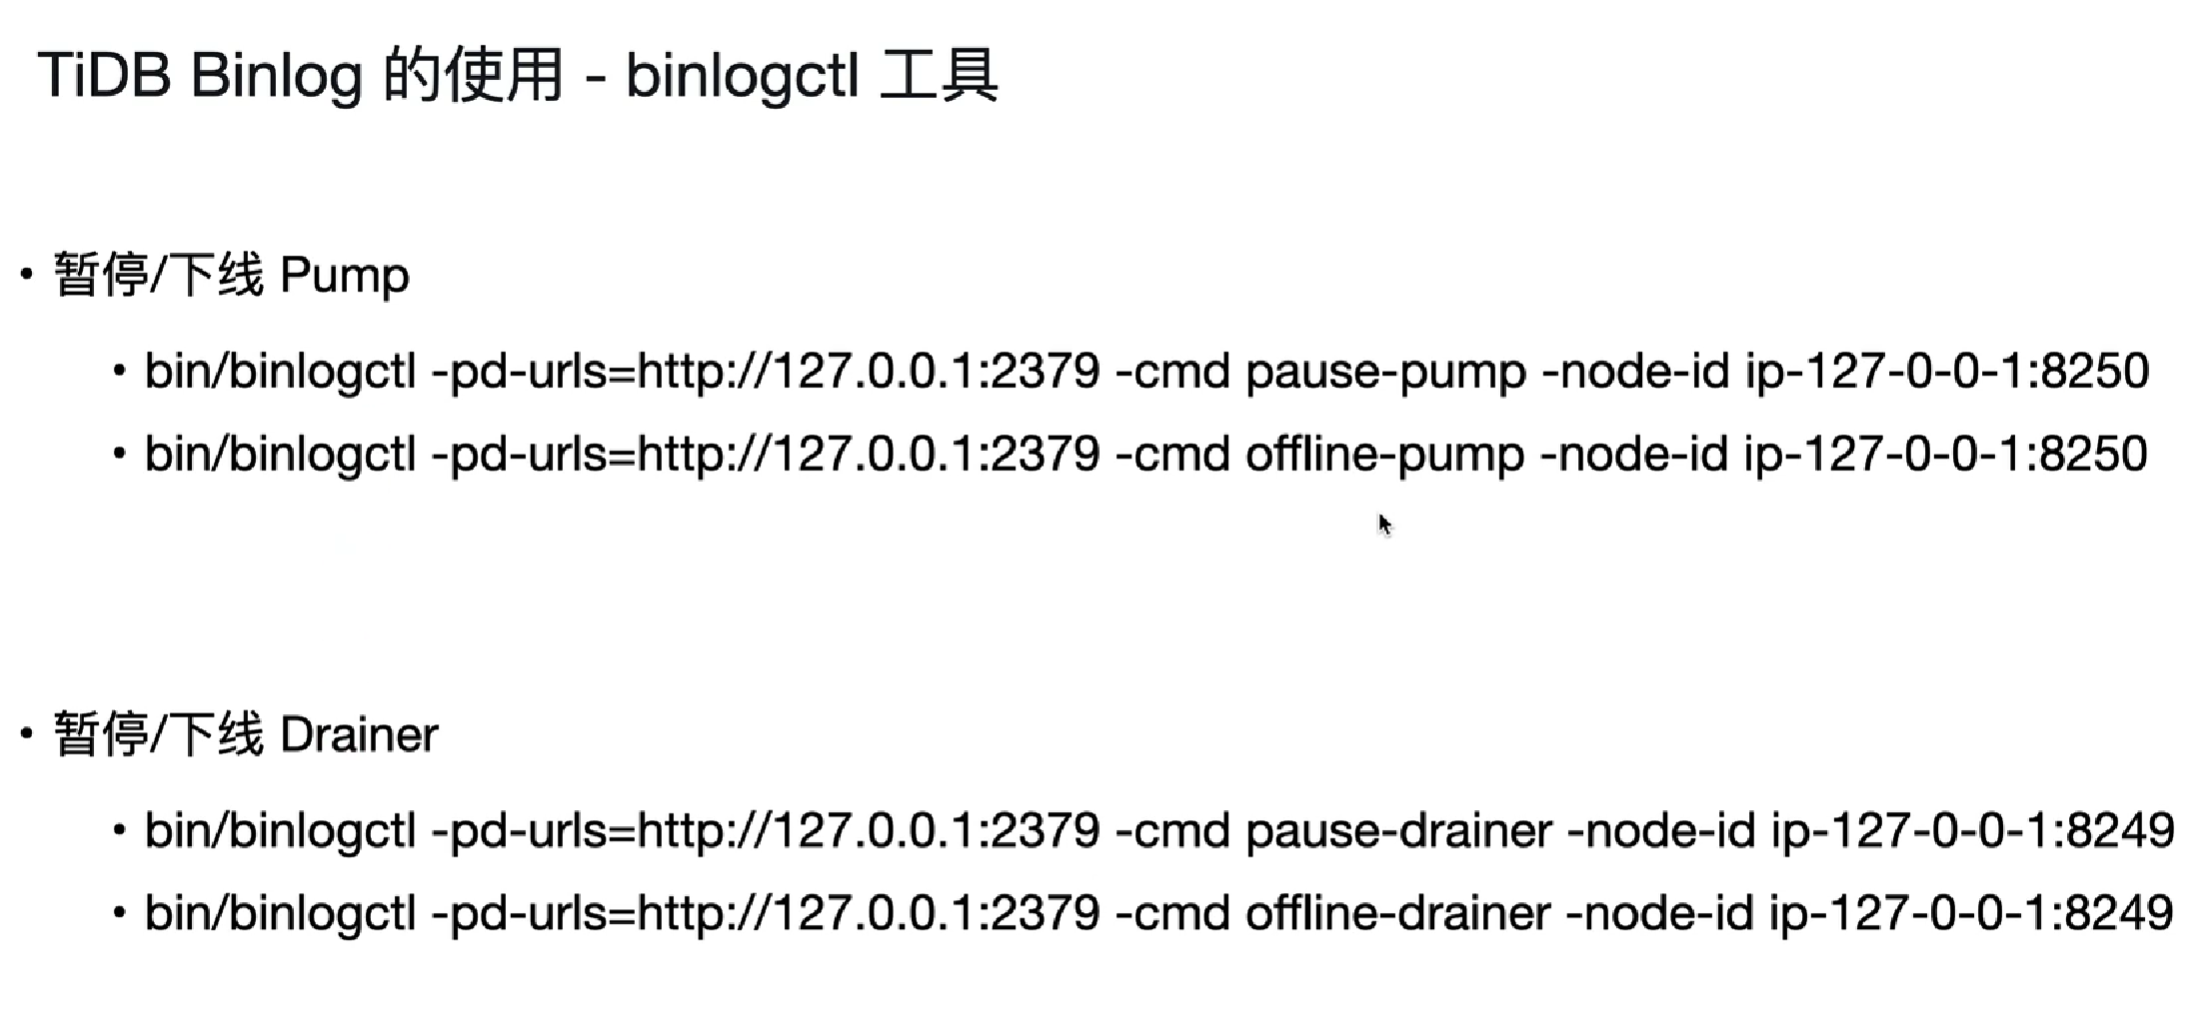 TiDB Binlog 的使用 - binlogctl 工具
• 暂停/下线 Pump
• bin/binlogctl -pd-urls=http://127.0.0.1:2379 -cmd pause-pump -node-id ip-127-0-0-1:8250
• bin/binlogctl -pd-urls=http://127.0.0.1:2379 -cmd offline-pump -node-id ip-127-0-0-1:8250
• 暂停/下线 Drainer
• bin/binlogctl -pd-urls=http://127.0.0.1:2379 -cmd pause-drainer -node-id ip-127-0-0-1:8249
• bin/binlogctl -pd-urls=http://127.0.0.1:2379 -cmd offline-drainer -node-id ip-127-0-0-1:8249